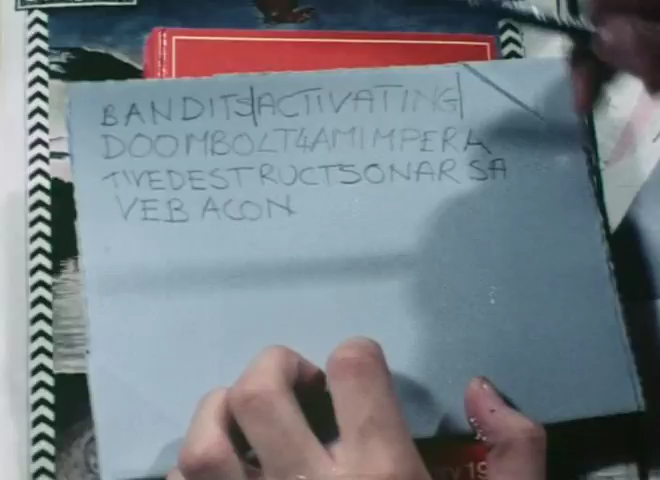 BANDITS|ACTIVATING|
DOOMBOLT4AMIMPERA
TIVEDESTRUCTSONARSA
VEBACON